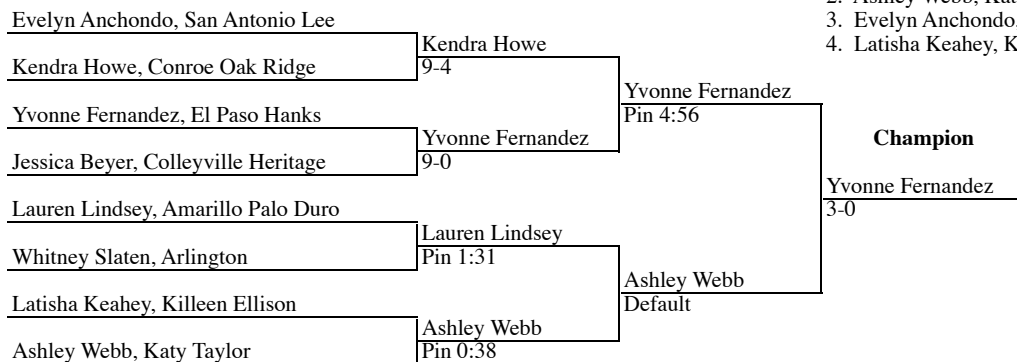 Evelyn Anchondo, San Antonio Lee
Kendra Howe, Conroe Oak Ridge
Yvonne Fernandez, El Paso Hanks
Jessica Beyer, Colleyville Heritage
Lauren Lindsey, Amarillo Palo Duro
Whitney Slaten, Arlington
Latisha Keahey, Killeen Ellison
Ashley Webb, Katy Taylor
Kendra Howe
9-4
Yvonne Fernandez
9-0
Lauren Lindsey
Pin 1:31
Ashley Webb
Pin 0:38
Yvonne Fernandez
Pin 4:56
Ashley Webb
Default
2. Ashley Webb, Kat
3. Evelyn Anchondo,
4. Latisha Keahey, K
Champion
Yvonne Fernandez
3-0